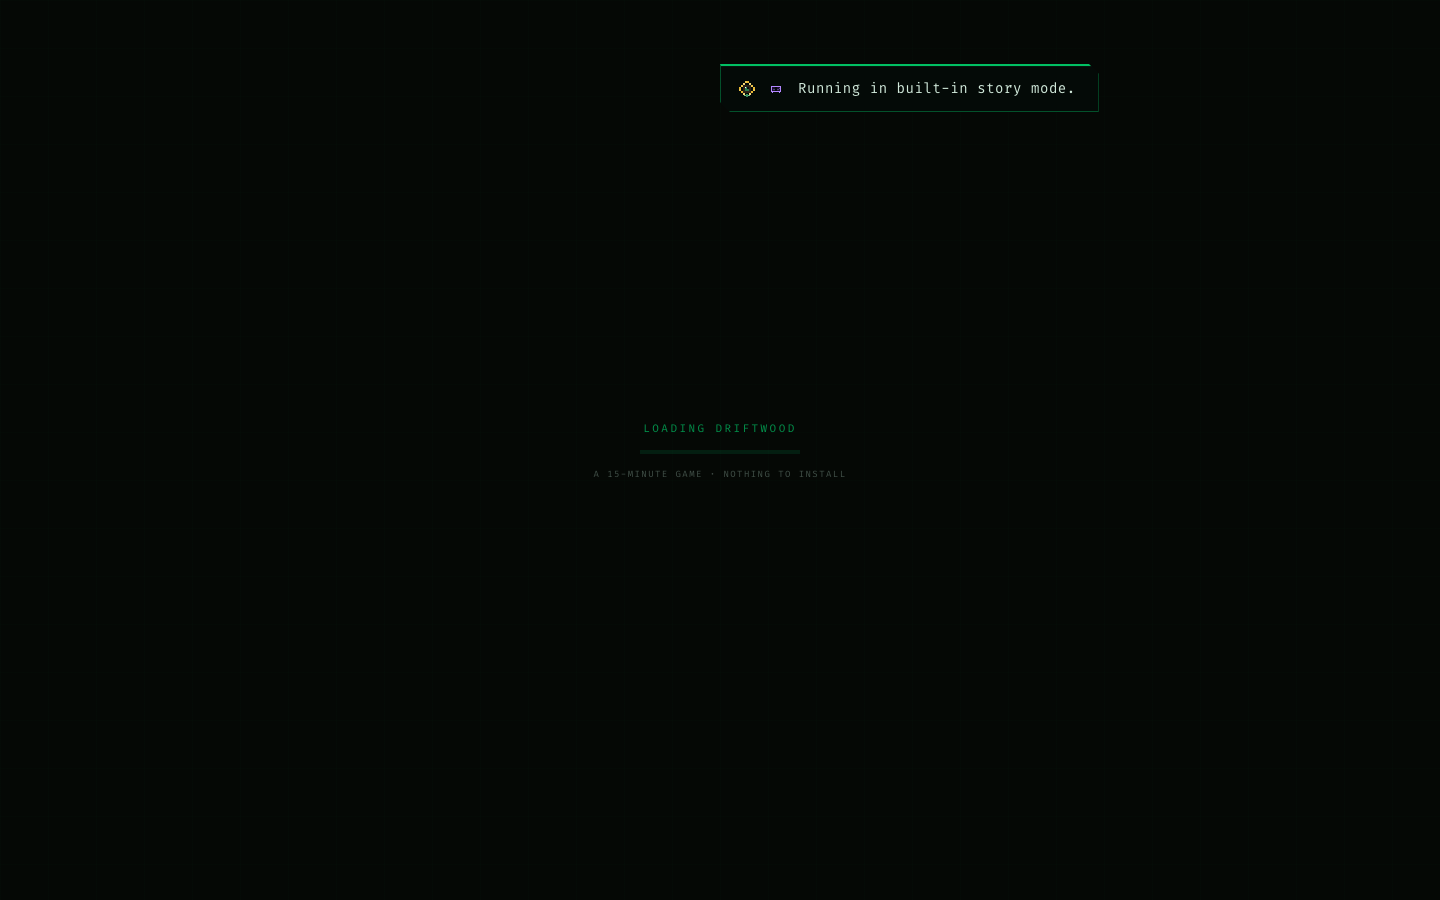 Running in built-in story mode.
LOADING DRIFTWOOD
A 15-MINUTE GAME · NOTHING TO INSTALL